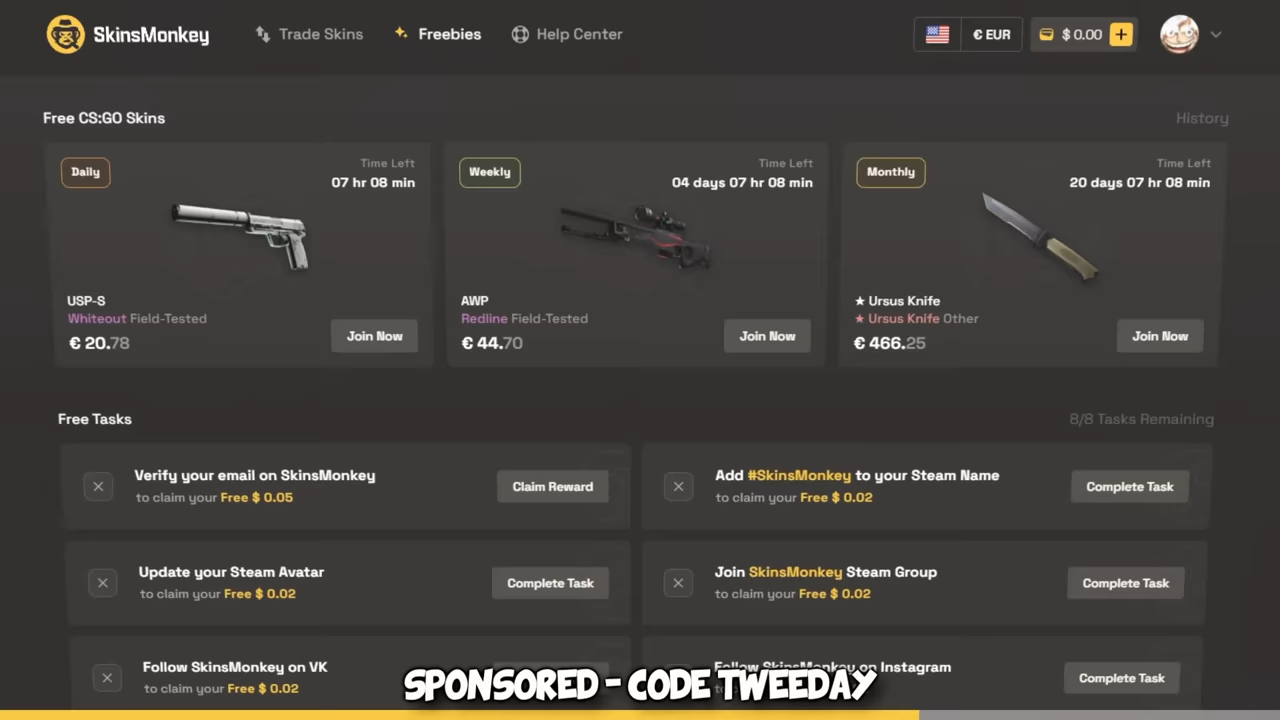 SkinsMonkey
Trade Skins
Freebies
Help Center
€ EUR
$ 0.00
Free CS:GO Skins
History
Daily
Time Left
07 hr 08 min
USP-S
Whiteout Field-Tested
€ 20.78
Join Now
Weekly
Time Left
04 days 07 hr 08 min
AWP
Redline Field-Tested
€ 44.70
Join Now
Monthly
Time Left
20 days 07 hr 08 min
★ Ursus Knife
★ Ursus Knife Other
€ 466.25
Join Now
Free Tasks
8/8 Tasks Remaining
Verify your email on SkinsMonkey
to claim your Free $ 0.05
Claim Reward
Add #SkinsMonkey to your Steam Name
to claim your Free $ 0.02
Complete Task
Update your Steam Avatar
to claim your Free $ 0.02
Complete Task
Join SkinsMonkey Steam Group
to claim your Free $ 0.02
Complete Task
Follow SkinsMonkey on VK
to claim your Free $ 0.02
Follow SkinsMonkey on Instagram
Complete Task
SPONSORED - CODE TWEEDAY